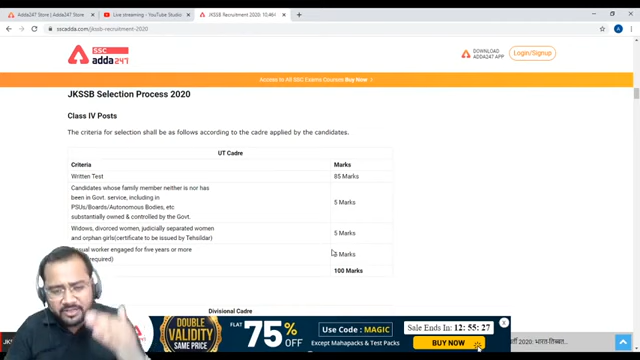 Adda247 Store | Adda247
Live streaming - YouTube Studio
JKSSB Recruitment 2020: 10,464
sscadda.com/jkssb-recruitment-2020
SSC
adda247
DOWNLOAD
ADDA247 APP
Login/Signup
Access to All SSC Exams Courses Buy Now
JKSSB Selection Process 2020
Class IV Posts
The criteria for selection shall be as follows according to the cadre applied by the candidates.
UT Cadre
Criteria Marks
Written Test 85 Marks
Candidates whose family member neither is nor has
been in Govt. service, including in
PSUs/Boards/Autonomous Bodies, etc
substantially owned & controlled by the Govt.
5 Marks
Widows, divorced women, judicially separated women
and orphan girls(certificate to be issued by Tehsildar)
5 Marks
worker engaged for five years or more
required)
Marks
100 Marks
Divisional Cadre
DOUBLE
VALIDITY
SAME PRICE
FLAT
75%
OFF
Use Code: MAGIC
Except Mahapacks & Test Packs
Sale Ends In 12 : 55 : 27
BUY NOW
2020: भारत-तिब्बत